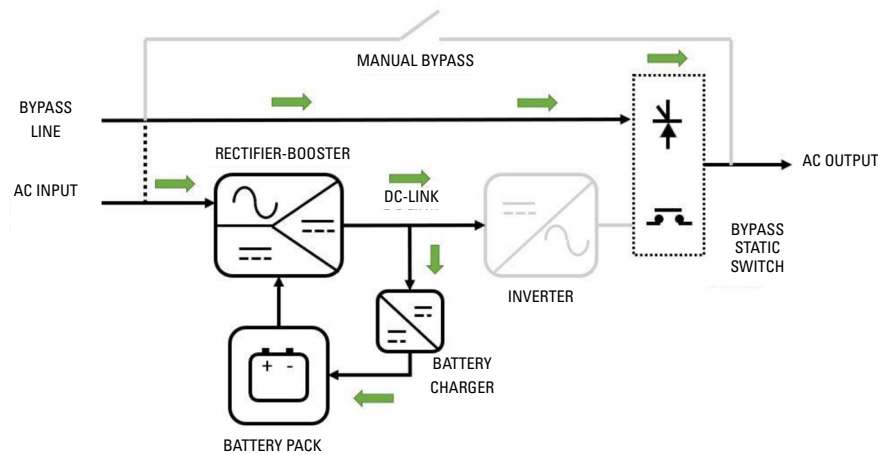 MANUAL BYPASS
BYPASS
LINE
RECTIFIER-BOOSTER
AC INPUT
DC-LINK
AC OUTPUT
BYPASS
STATIC
SWITCH
INVERTER
+ -
BATTERY
CHARGER
BATTERY PACK